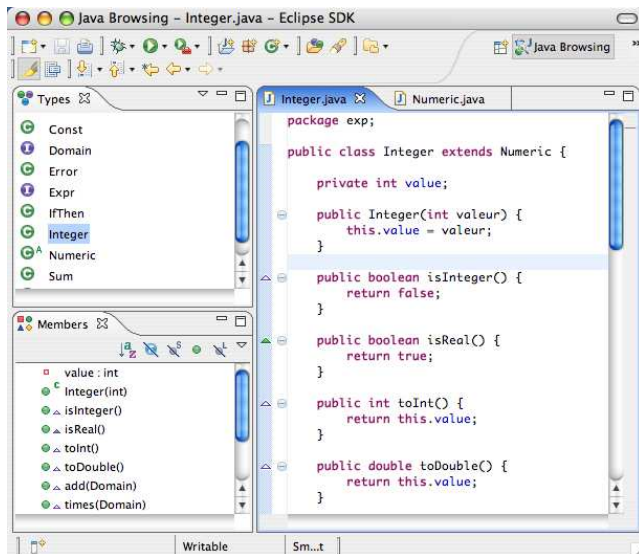 Java Browsing – Integer.java – Eclipse SDK
Java Browsing
Types
Const
Domain
Error
Expr
IfThen
Integer
Numeric
Sum
Members
value : int
Integer(int)
isInteger()
isReal()
toInt()
toDouble()
add(Domain)
times(Domain)
Integer.java
Numeric.java
package exp;
public class Integer extends Numeric {
private int value;
public Integer(int valeur) {
this.value = valeur;
}
public boolean isInteger() {
return false;
}
public boolean isReal() {
return true;
}
public int toInt() {
return this.value;
}
public double toDouble() {
return this.value;
}
Writable
Sm...t